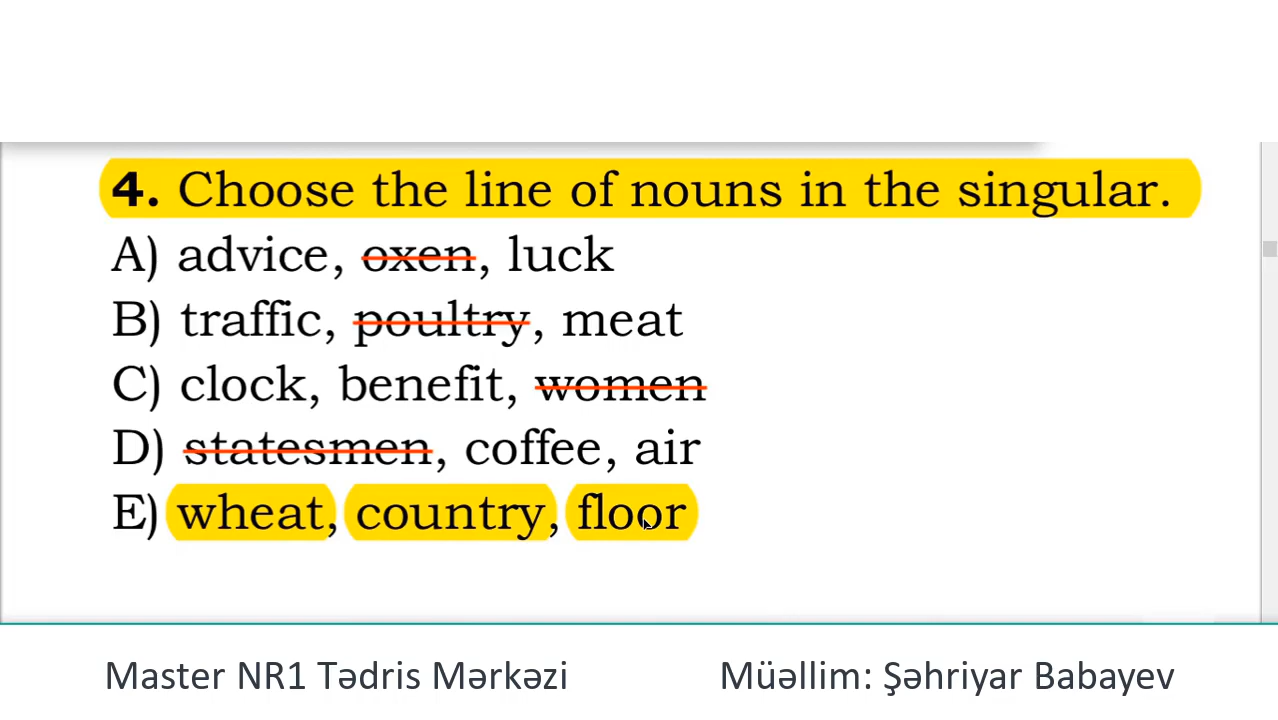 4. Choose the line of nouns in the singular.
A) advice, oxen, luck
B) traffic, poultry, meat
C) clock, benefit, women
D) statesmen, coffee, air
E) wheat, country, floor
Master NR1 Tədris Mərkəzi Müəllim: Şəhriyar Babayev